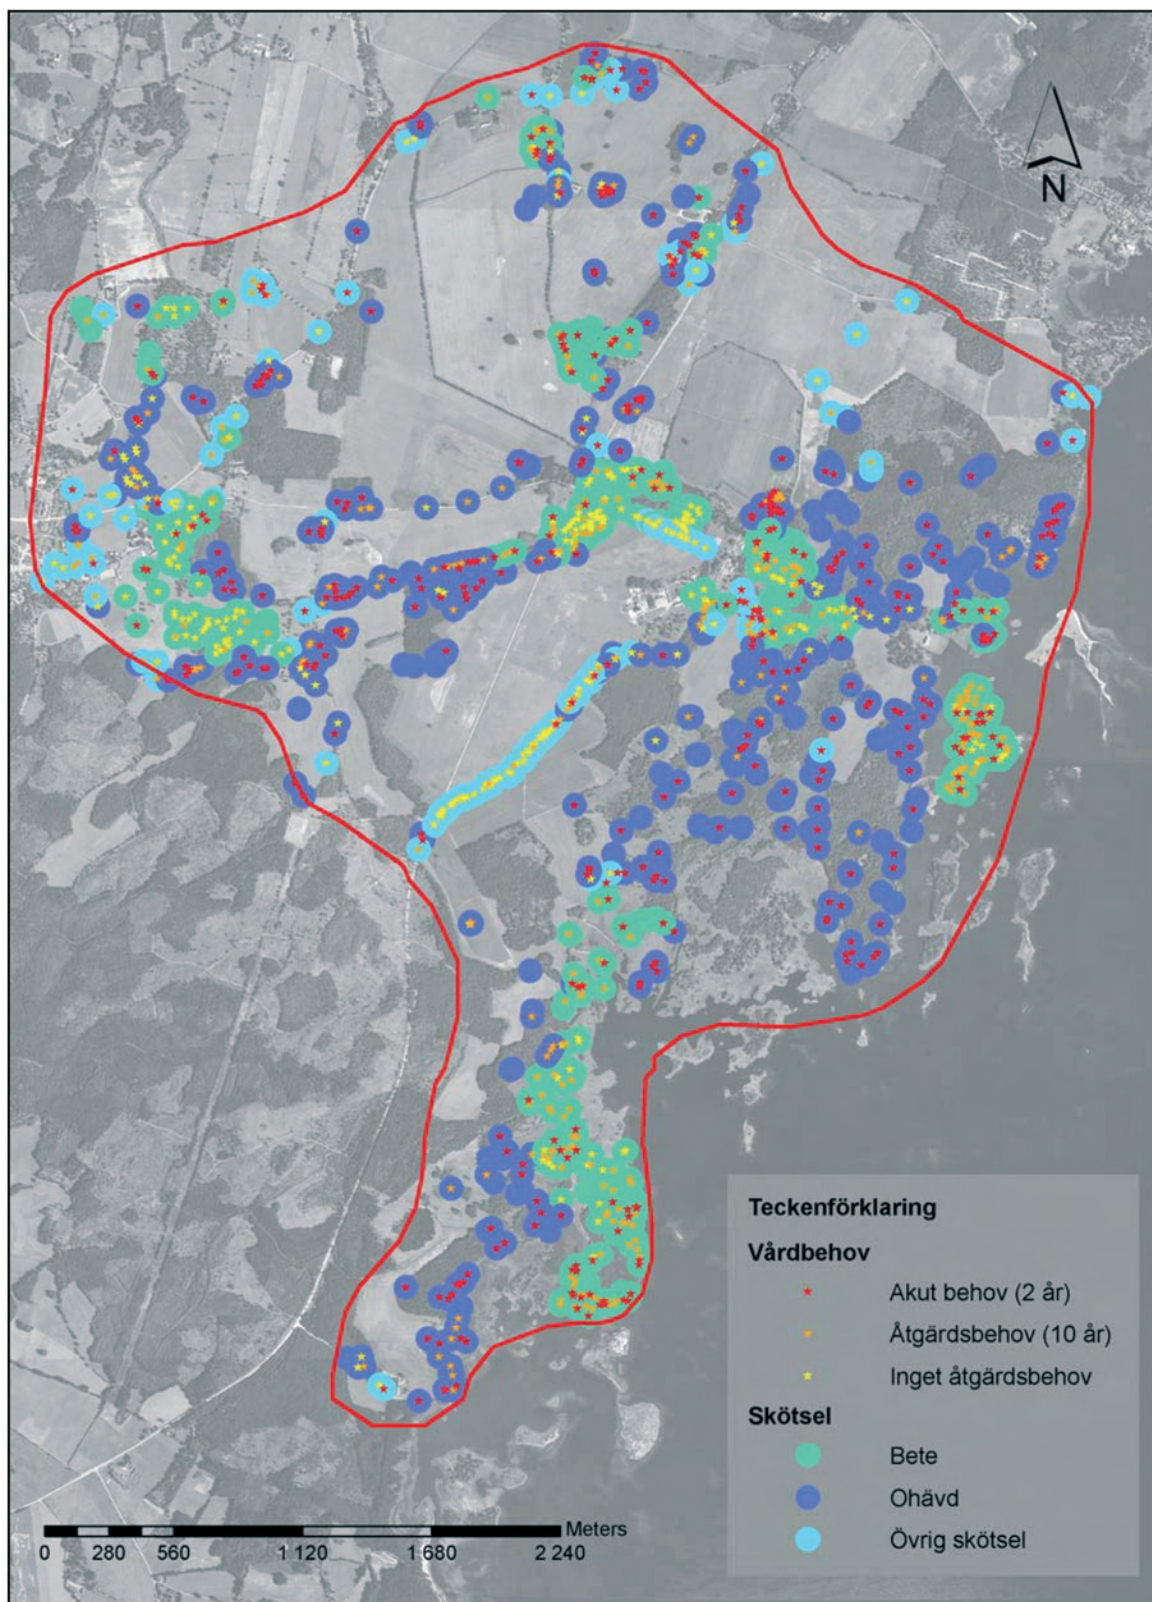 N
Teckenförklaring
Vårdbehov
Akut behov (2 år)
Åtgärdsbehov (10 år)
Inget åtgärdsbehov
Skötsel
Bete
Ohävd
Övrig skötsel
Meters
0 280 560 1 120 1 680 2 240